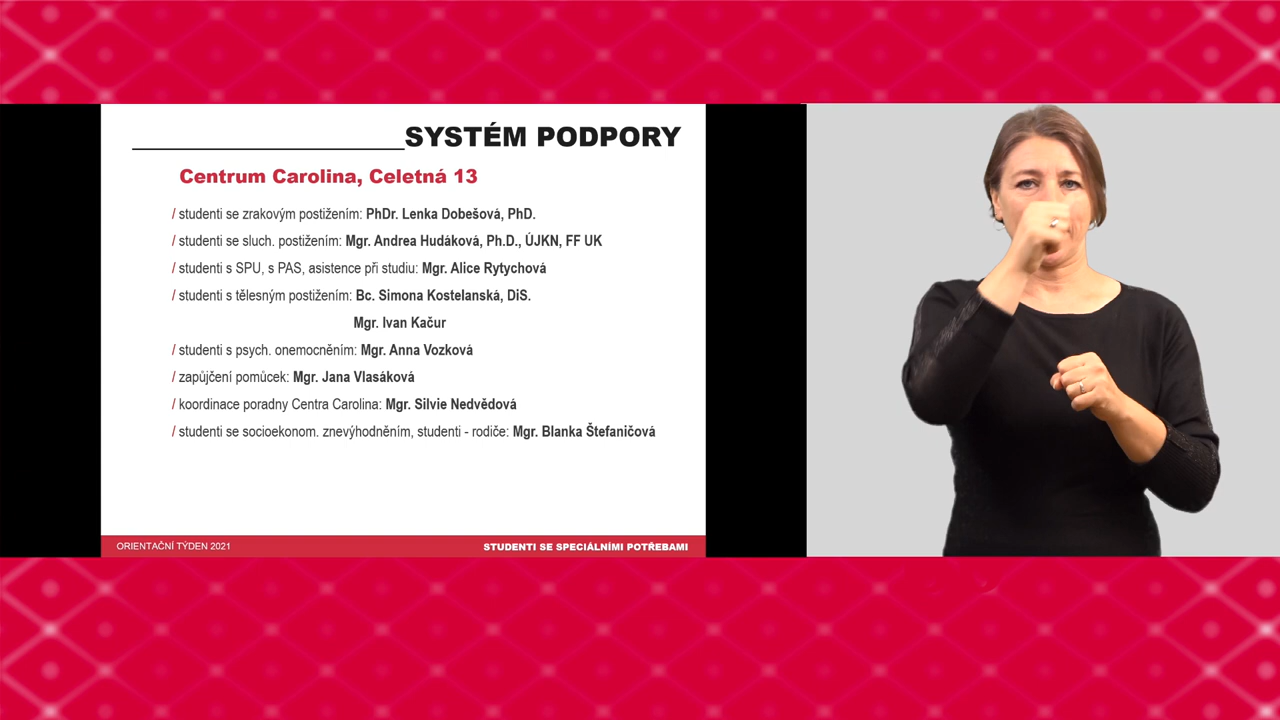 SYSTÉM PODPORY
Centrum Carolina, Celetná 13
/ studenti se zrakovým postižením: PhDr. Lenka Dobešová, PhD.
/ studenti se sluch. postižením: Mgr. Andrea Hudáková, Ph.D., ÚJKN, FF UK
/ studenti s SPU, s PAS, asistence při studiu: Mgr. Alice Rytychová
/ studenti s tělesným postižením: Bc. Simona Kostelanská, DiS.
Mgr. Ivan Kačur
/ studenti s psych. onemocněním: Mgr. Anna Vozková
/ zapůjčení pomůcek: Mgr. Jana Vlasáková
/ koordinace poradny Centra Carolina: Mgr. Silvie Nedvědová
/ studenti se socioekonom. znevýhodněním, studenti - rodiče: Mgr. Blanka Štefaničová
ORIENTAČNÍ TÝDEN 2021
STUDENTI SE SPECIÁLNÍMI POTŘEBAMI